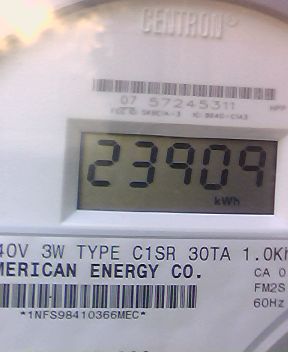 CENTRON®
07 57245311
23909
kWh
40V 3W TYPE C1SR 30TA 1.0Kh
MERICAN ENERGY CO.
CA 0
FM2S
60Hz
*1NFS98410366MEC*